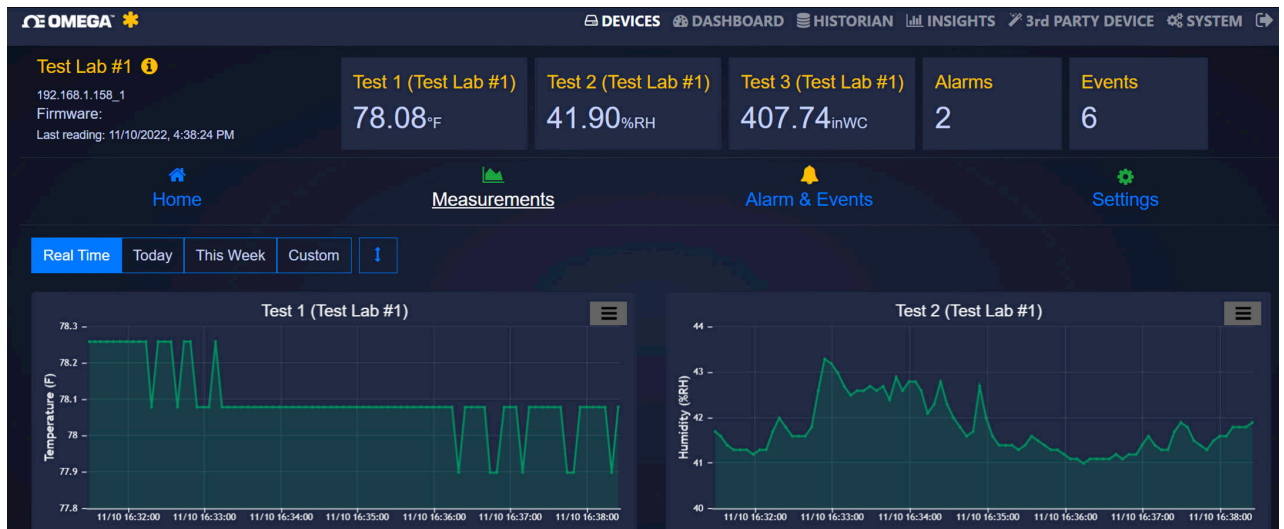 OMEGA
DEVICES DASHBOARD HISTORIAN INSIGHTS 3rd PARTY DEVICE SYSTEM
Test Lab #1
192.168.1.158_1
Firmware:
Last reading: 11/10/2022, 4:38:24 PM
Test 1 (Test Lab #1)
78.08°F
Test 2 (Test Lab #1)
41.90%RH
Test 3 (Test Lab #1)
407.74inWC
Alarms
2
Events
6
Home
Measurements
Alarm & Events
Settings
Real Time Today This Week Custom
Test 1 (Test Lab #1)
Temperature (F)
78.3
78.2
78.1
78
77.9
77.8
11/10 16:32:00 11/10 16:33:00 11/10 16:34:00 11/10 16:35:00 11/10 16:36:00 11/10 16:37:00 11/10 16:38:00
Test 2 (Test Lab #1)
Humidity (%RH)
44
43
42
41
40
11/10 16:32:00 11/10 16:33:00 11/10 16:34:00 11/10 16:35:00 11/10 16:36:00 11/10 16:37:00 11/10 16:38:00